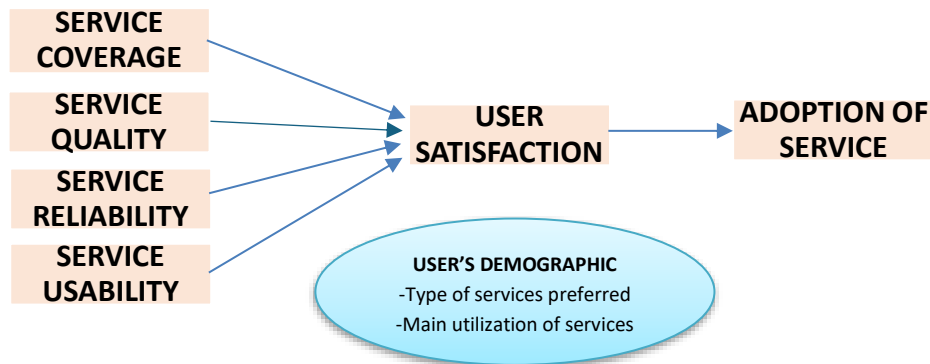 SERVICE
COVERAGE
SERVICE
QUALITY
SERVICE
RELIABILITY
SERVICE
USABILITY
USER
SATISFACTION
ADOPTION OF
SERVICE
USER'S DEMOGRAPHIC
-Type of services preferred
-Main utilization of services